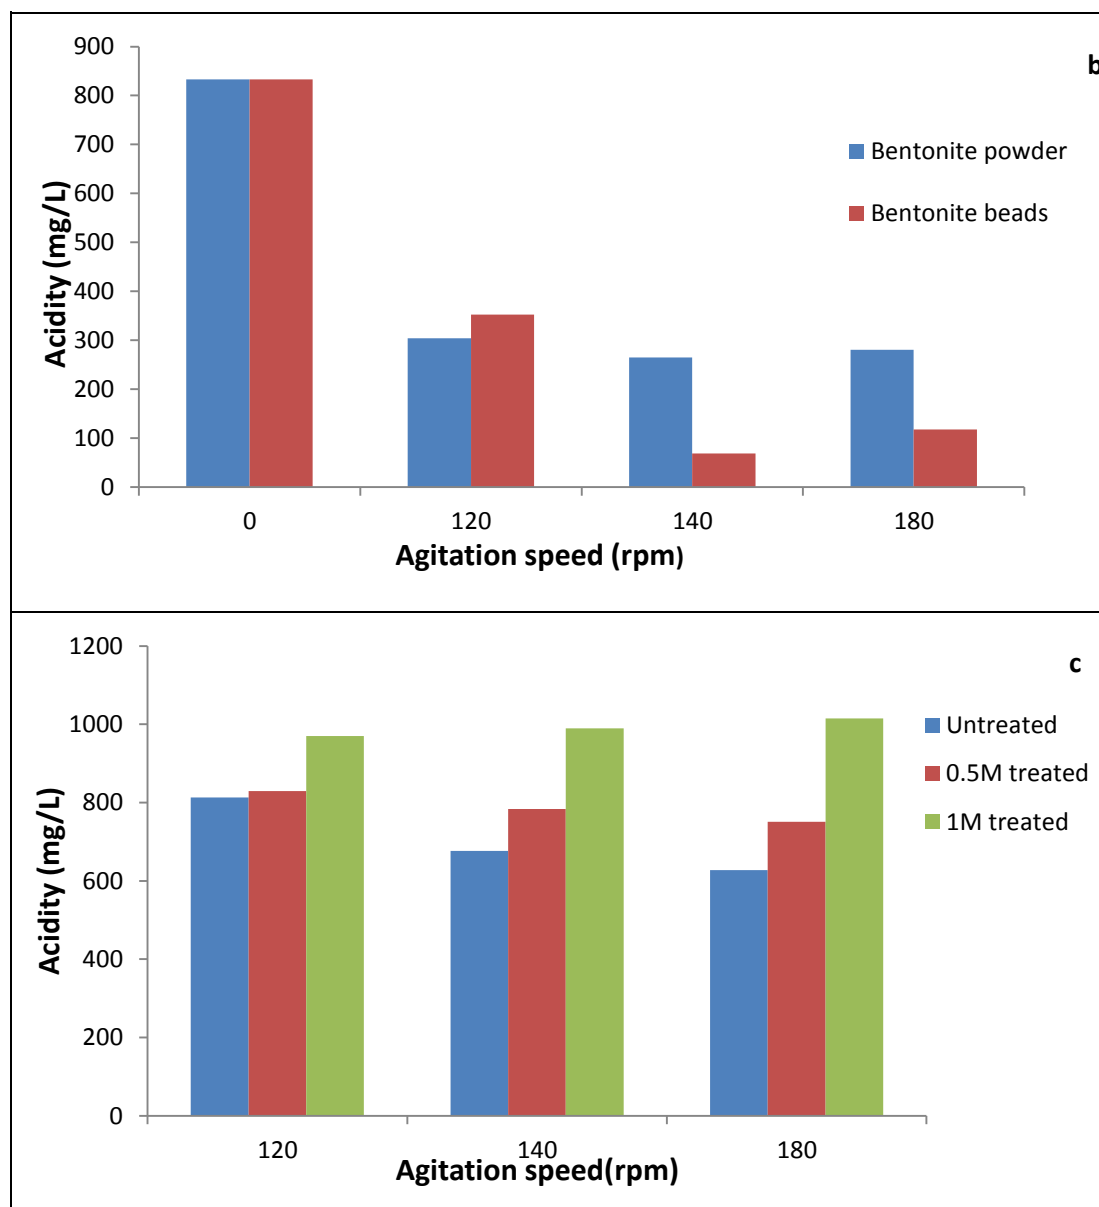 b
900
800
700
600
500
400
300
200
100
0
Acidity (mg/L)
Bentonite powder
Bentonite beads
0 120 140 180
Agitation speed (rpm)
c
1200
1000
800
600
400
200
0
Acidity (mg/L)
Untreated
0.5M treated
1M treated
120 140 180
Agitation speed(rpm)